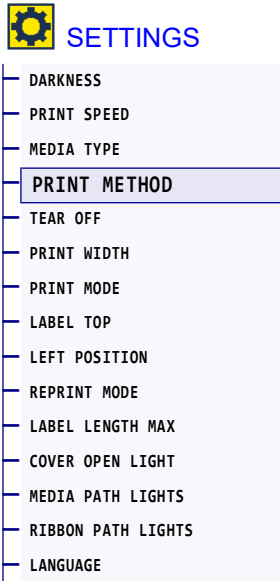 SETTINGS
DARKNESS
PRINT SPEED
MEDIA TYPE
PRINT METHOD
TEAR OFF
PRINT WIDTH
PRINT MODE
LABEL TOP
LEFT POSITION
REPRINT MODE
LABEL LENGTH MAX
COVER OPEN LIGHT
MEDIA PATH LIGHTS
RIBBON PATH LIGHTS
LANGUAGE